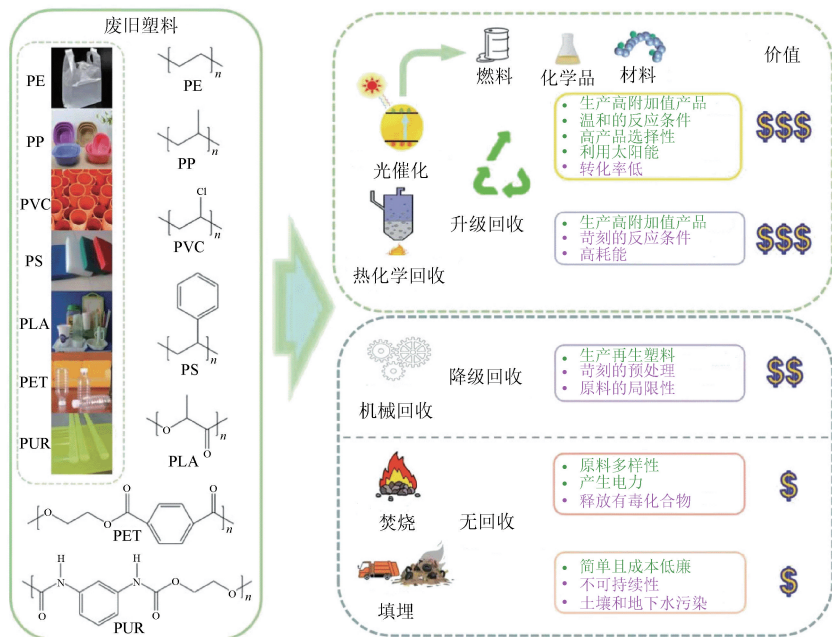 废旧塑料
PE
PP
PVC
PS
PLA
PET
PUR
n
PE
n
PP
Cl
n
PVC
n
PS
O
O
n
PLA
O
O
O
O
n
PET
H
H
N
N
O
O
O
O
n
PUR
燃料
化学品
材料
价值
光催化
升级回收
热化学回收
• 生产高附加值产品
• 温和的反应条件
• 高产品选择性
• 利用太阳能
• 转化率低
$$$
• 生产高附加值产品
• 苛刻的反应条件
• 高耗能
$$$
机械回收
降级回收
• 生产再生塑料
• 苛刻的预处理
• 原料的局限性
$$
焚烧
无回收
• 原料多样性
• 产生电力
• 释放有毒化合物
$
填埋
• 简单且成本低廉
• 不可持续性
• 土壤和地下水污染
$